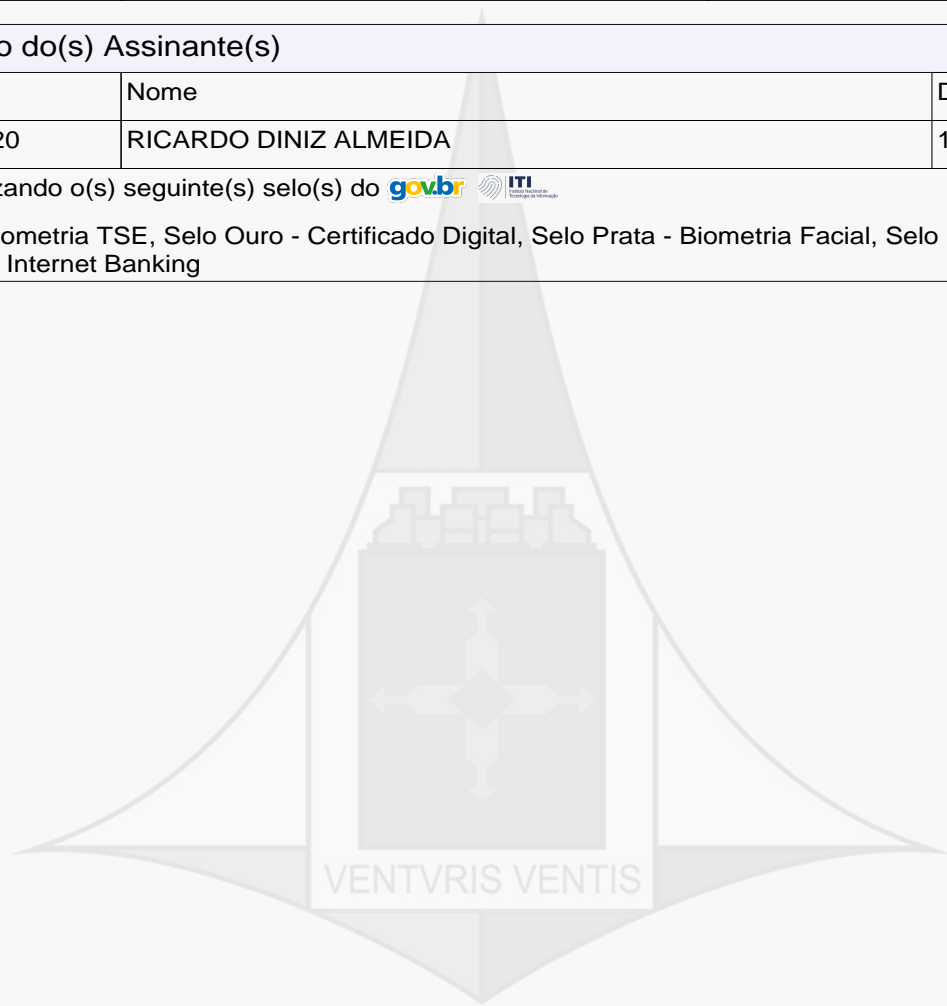 o do(s) Assinante(s)
Nome
20 RICARDO DINIZ ALMEIDA 1
zando o(s) seguinte(s) selo(s) do gov.br ITI
ometria TSE, Selo Ouro - Certificado Digital, Selo Prata - Biometria Facial, Selo
Internet Banking
VENTVRIS VENTIS